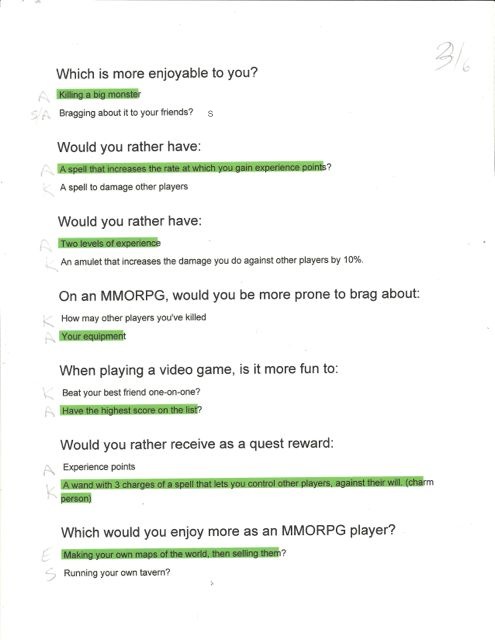 3/6
Which is more enjoyable to you?
A Killing a big monster
S/A Bragging about it to your friends? S
Would you rather have:
A A spell that increases the rate at which you gain experience points?
K A spell to damage other players
Would you rather have:
A Two levels of experience
K An amulet that increases the damage you do against other players by 10%.
On an MMORPG, would you be more prone to brag about:
K How may other players you've killed
A Your equipment
When playing a video game, is it more fun to:
K Beat your best friend one-on-one?
A Have the highest score on the list?
Would you rather receive as a quest reward:
A Experience points
K A wand with 3 charges of a spell that lets you control other players, against their will. (charm
person)
Which would you enjoy more as an MMORPG player?
E Making your own maps of the world, then selling them?
S Running your own tavern?